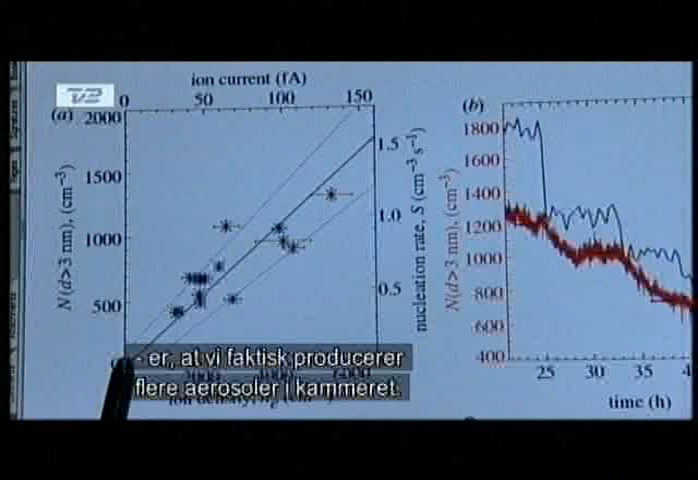 TV2
ion current (fA)
0 50 100 150
(a)
2000
1500
1000
500
N(d>3 nm), (cm⁻³)
1.5
1.0
0.5
nucleation rate, S (cm⁻³ s⁻¹)
(b)
1800
1600
1400
1200
1000
800
600
400
N(d>3 nm), (cm⁻³)
25 30 35
time (h)
- er, at vi faktisk producerer
flere aerosoler i kammeret.